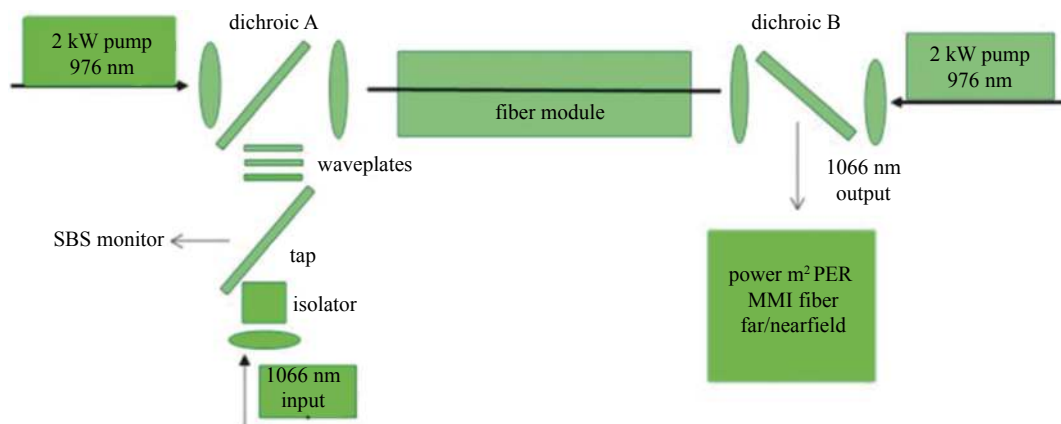 dichroic A
dichroic B
2 kW pump
976 nm
2 kW pump
976 nm
fiber module
waveplates
1066 nm
output
SBS monitor
tap
isolator
power m² PER
MMI fiber
far/nearfield
1066 nm
input